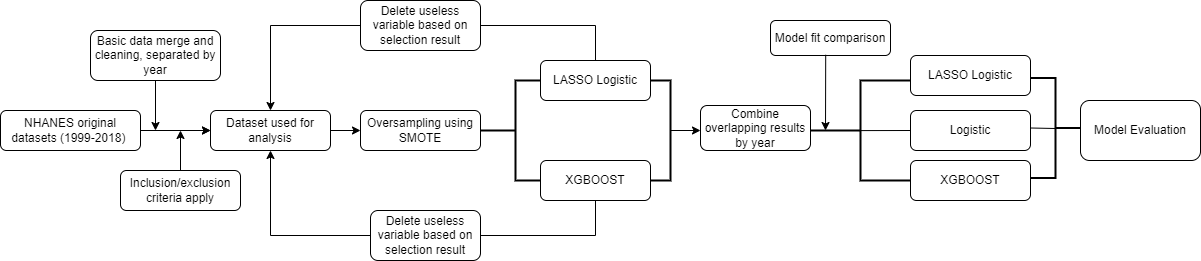 Delete useless
variable based on
selection result
Basic data merge and
cleaning, separated by
year
Model fit comparison
LASSO Logistic
LASSO Logistic
NHANES original
datasets (1999-2018)
Dataset used for
analysis
Oversampling using
SMOTE
Combine
overlapping results
by year
Logistic
Model Evaluation
Inclusion/exclusion
criteria apply
XGBOOST
XGBOOST
Delete useless
variable based on
selection result